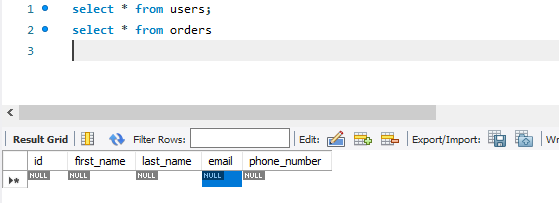 1 select * from users;
2 select * from orders
3
Result Grid Filter Rows: Edit: Export/Import: Wr
id first_name last_name email phone_number
NULL NULL NULL NULL NULL